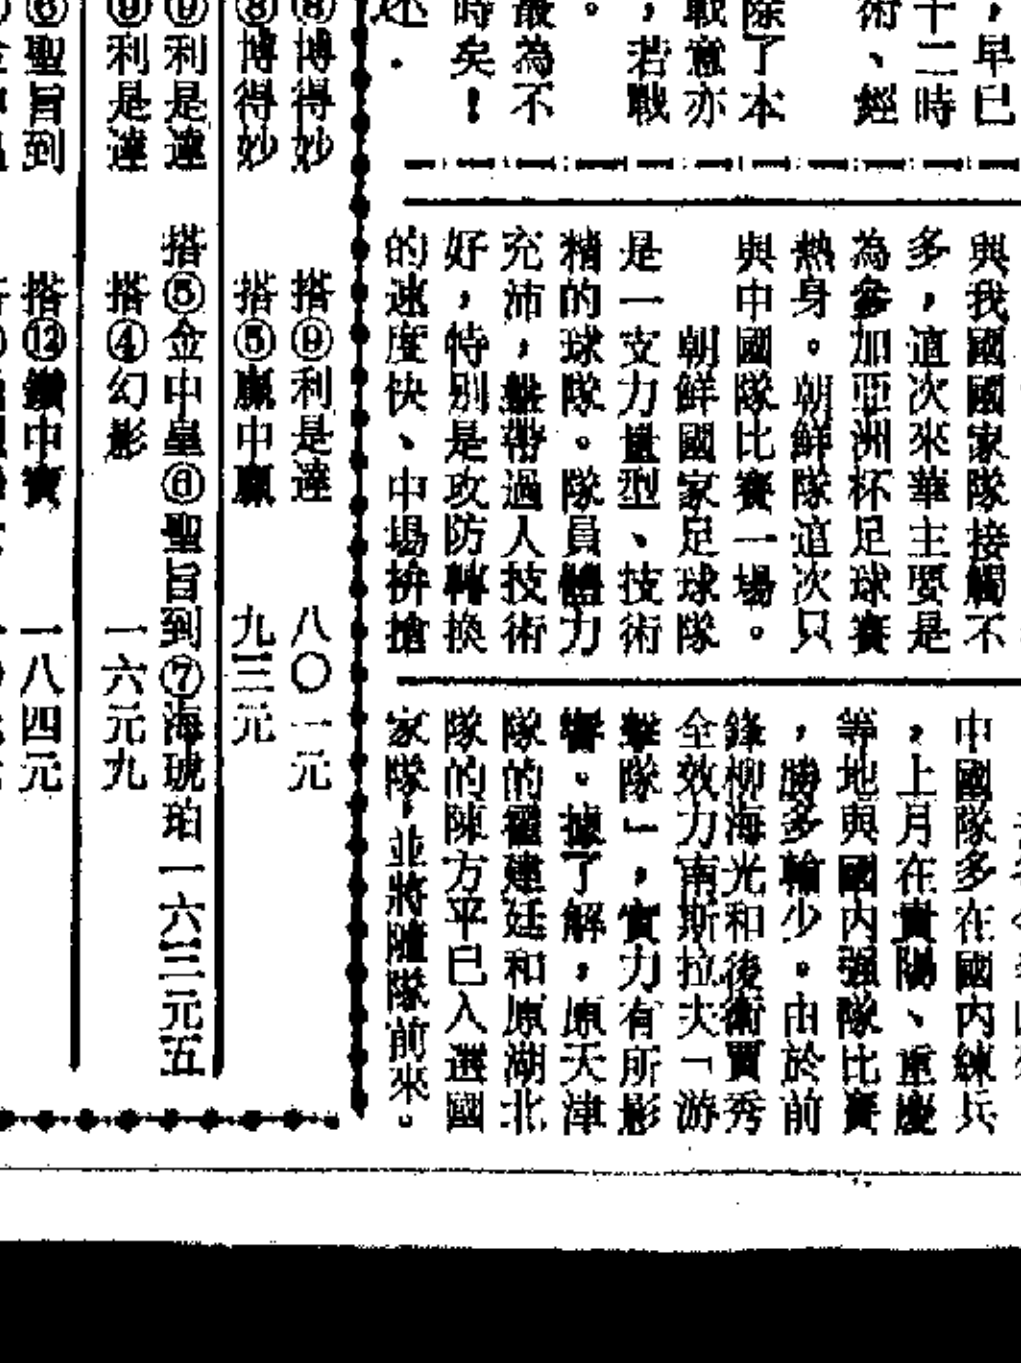 ，早已
十二時
術、經
除了本
戰意亦
，若戰
。
最為不
時矣！
與我國國家隊接觸不
多，這次來華主要是
為參加亞洲杯足球賽
熱身。朝鮮隊這次只
與中國隊比賽一場。
朝鮮國家足球隊
是一支力量型、技術
精的球隊。隊員體力
充沛，盤帶過人技術
好，特别是攻防轉換
的速度快、中場拚搶
中國隊多在國内練兵
，上月在貴陽、重慶
等地與國内强隊比賽
，勝多輸少。由於前
鋒柳海光和後衛賈秀
全效力南斯拉夫「游
擊隊」，實力有所影
響。據了解，原天津
隊的霍建廷和原湖北
隊的陳方平已入選國
家隊，並將隨隊前來。
⑧博得妙 搭⑨利是達 八〇一元
⑧博得妙 搭⑤贏中贏 九三元
⑨利是達 搭⑤金中皇⑥聖旨到⑦海琥珀一六三元五
⑨利是達 搭④幻影 一六元九
⑥聖旨到 搭⑫鑽中寶 一八四元